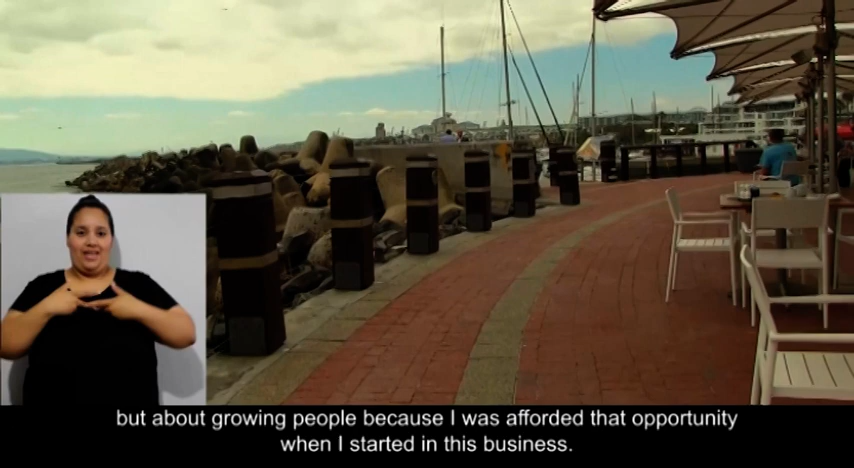 but about growing people because I was afforded that opportunity
when I started in this business.